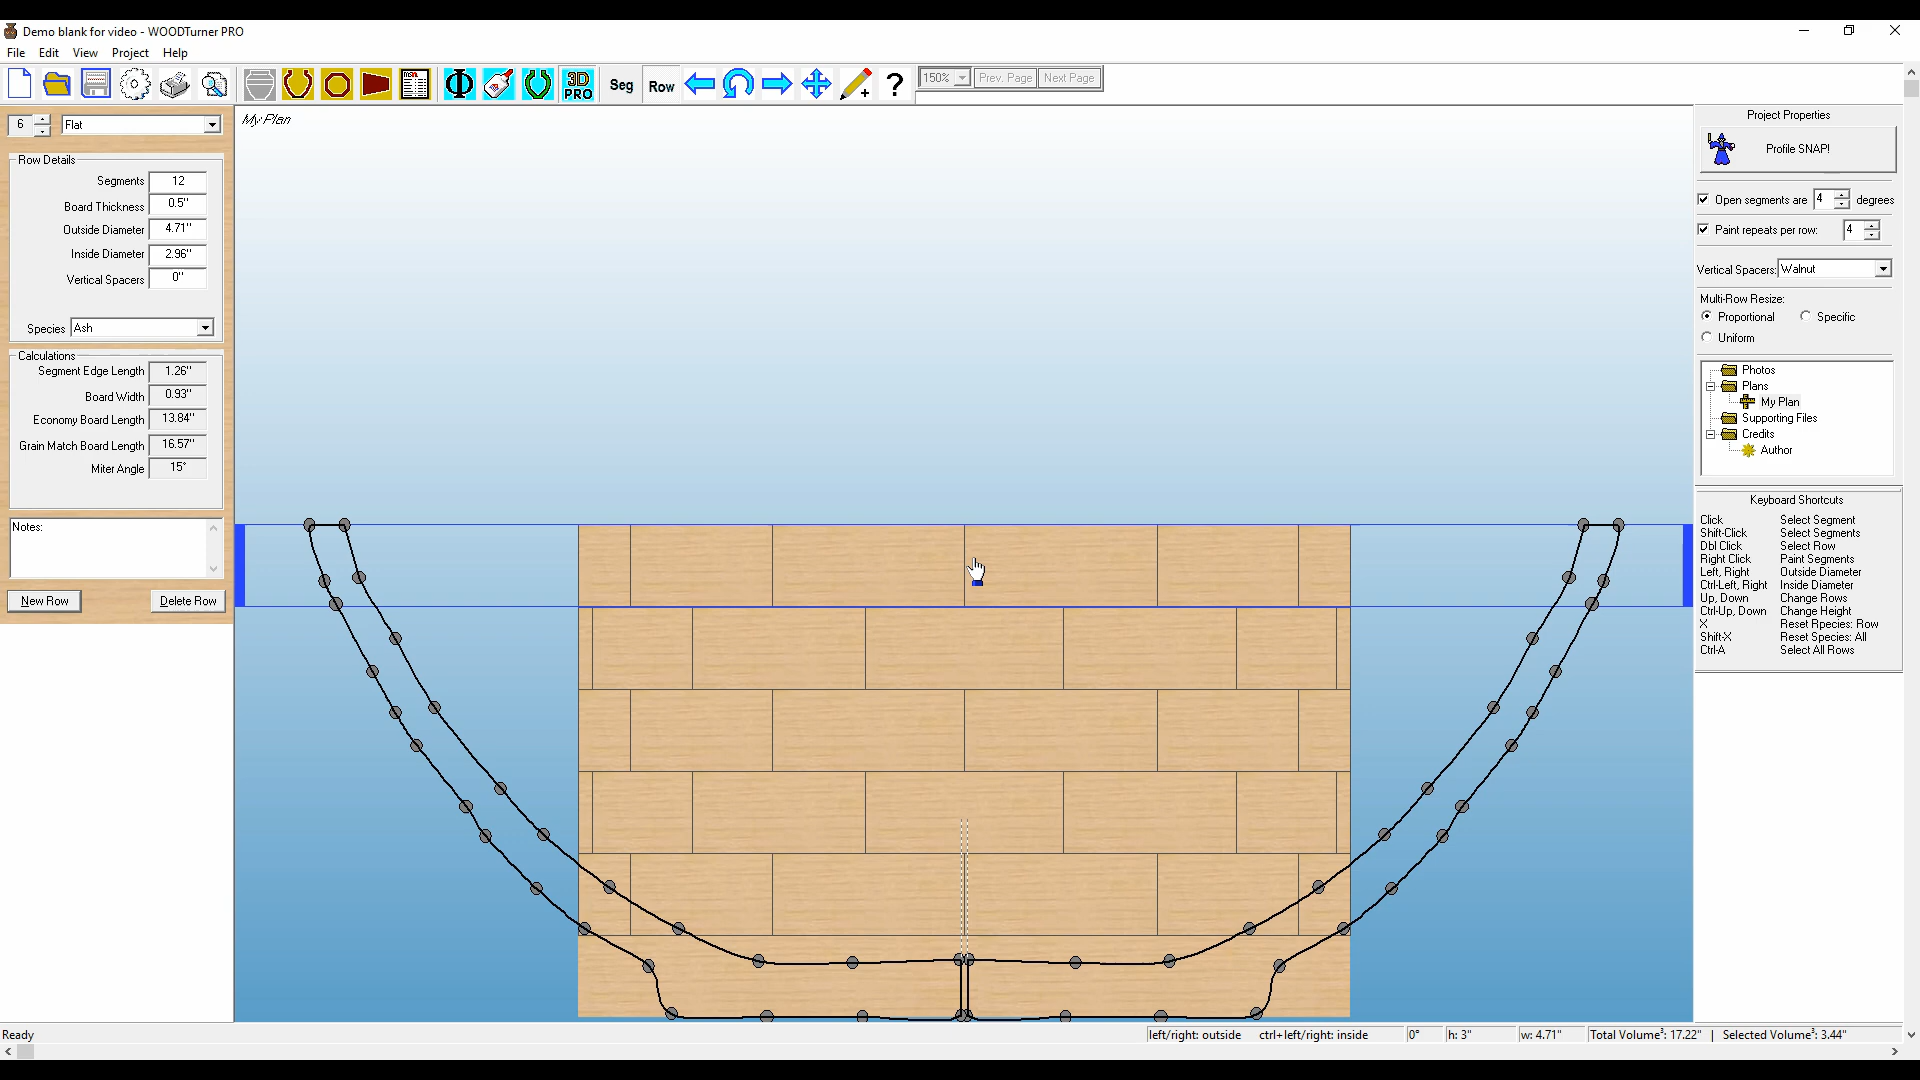 Demo blank for video - WOODTurner PRO
File Edit View Project Help
3D PRO Seg Row ? 150% Prev. Page Next Page
6 Flat
My Plan
Row Details
Segments 12
Board Thickness 0.5"
Outside Diameter 4.71"
Inside Diameter 2.96"
Vertical Spacers 0"
Species Ash
Calculations
Segment Edge Length 1.26"
Board Width 0.93"
Economy Board Length 13.84"
Grain Match Board Length 16.57"
Miter Angle 15°
Notes:
New Row Delete Row
Project Properties
Profile SNAP!
Open segments are 4 degrees
Paint repeats per row: 4
Vertical Spacers: Walnut
Multi-Row Resize:
Proportional Specific
Uniform
Photos
Plans
My Plan
Supporting Files
Credits
Author
Keyboard Shortcuts
Click Select Segment
Shift-Click Select Segments
Dbl Click Select Row
Right Click Paint Segments
Left, Right Outside Diameter
Ctrl-Left, Right Inside Diameter
Up, Down Change Rows
Ctrl-Up, Down Change Height
X Reset Rpecies: Row
Shift-X Reset Species: All
Ctrl-A Select All Rows
Ready left/right: outside ctrl+left/right: inside 0° h: 3" w: 4.71" Total Volume³: 17.22" | Selected Volume³: 3.44"